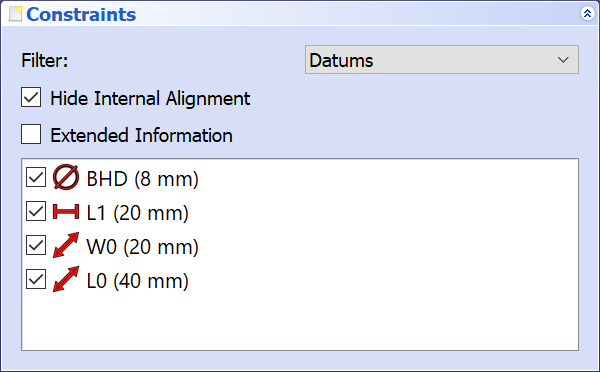 Constraints
Filter: Datums
Hide Internal Alignment
Extended Information
BHD (8 mm)
L1 (20 mm)
W0 (20 mm)
L0 (40 mm)